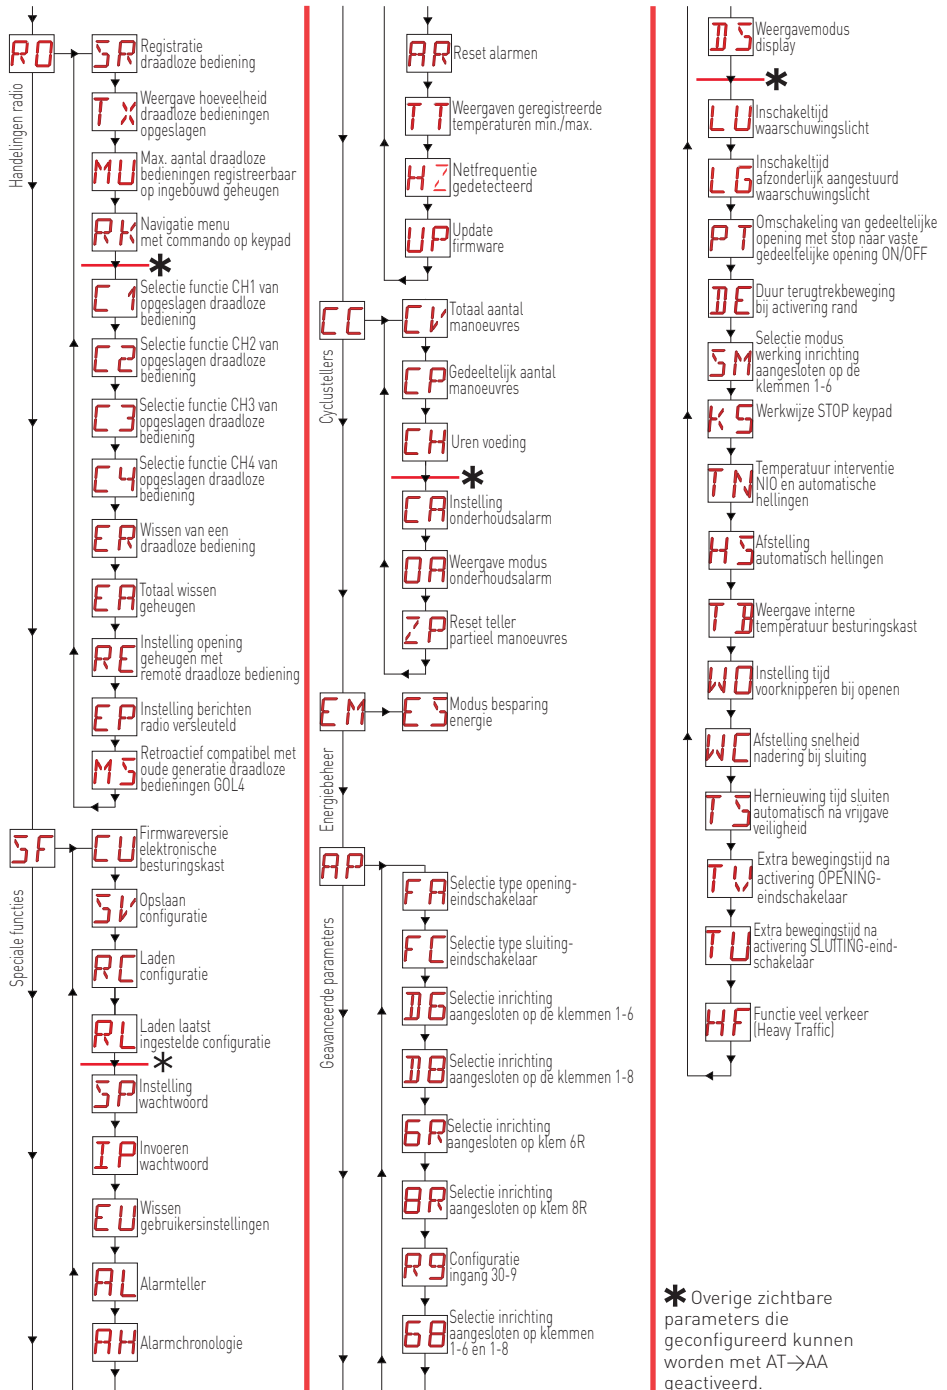 Handelingen radio
RO
SR
Registratie
draadloze bediening
TX
Weergave hoeveelheid
draadloze bedieningen
opgeslagen
MU
Max. aantal draadloze
bedieningen registreerbaar
op ingebouwd geheugen
RK
Navigatie menu
met commando op keypad
*
C1
Selectie functie CH1 van
opgeslagen draadloze
bediening
C2
Selectie functie CH2 van
opgeslagen draadloze
bediening
C3
Selectie functie CH3 van
opgeslagen draadloze
bediening
C4
Selectie functie CH4 van
opgeslagen draadloze
bediening
ER
Wissen van een
draadloze bediening
EA
Totaal wissen
geheugen
RE
Instelling opening
geheugen met
remote draadloze bediening
EP
Instelling berichten
radio versleuteld
MS
Retroactief compatibel met
oude generatie draadloze
bedieningen GOL4
Speciale functies
SF
CU
Firmwareversie
elektronische
besturingskast
SV
Opslaan
configuratie
RC
Laden
configuratie
RL
Laden laatst
ingestelde configuratie
*
SP
Instelling
wachtwoord
IP
Invoeren
wachtwoord
EU
Wissen
gebruikersinstellingen
AL
Alarmteller
AH
Alarmchronologie
AR
Reset alarmen
TT
Weergaven geregistreerde
temperaturen min./max.
HZ
Netfrequentie
gedetecteerd
UP
Update
firmware
Cyclustellers
CC
CV
Totaal aantal
manoeuvres
CP
Gedeeltelijk aantal
manoeuvres
CH
Uren voeding
*
CA
Instelling
onderhoudsalarm
OA
Weergave modus
onderhoudsalarm
ZP
Reset teller
partieel manoeuvres
Energiebeheer
EM
ES
Modus besparing
energie
Geavanceerde parameters
AP
FA
Selectie type opening-
eindschakelaar
FC
Selectie type sluiting-
eindschakelaar
D6
Selectie inrichting
aangesloten op de klemmen 1-6
D8
Selectie inrichting
aangesloten op de klemmen 1-8
6R
Selectie inrichting
aangesloten op klem 6R
8R
Selectie inrichting
aangesloten op klem 8R
R9
Configuratie
ingang 30-9
68
Selectie inrichting
aangesloten op klemmen
1-6 en 1-8
DS
Weergavemodus
display
*
LU
Inschakeltijd
waarschuwingslicht
LG
Inschakeltijd
afzonderlijk aangestuurd
waarschuwingslicht
PT
Omschakeling van gedeeltelijke
opening met stop naar vaste
gedeeltelijke opening ON/OFF
DE
Duur terugtrekbeweging
bij activering rand
SM
Selectie modus
werking inrichting
aangesloten op de
klemmen 1-6
KS
Werkwijze STOP keypad
TN
Temperatuur interventie
NIO en automatische
hellingen
HS
Afstelling
automatisch hellingen
TB
Weergave interne
temperatuur besturingskast
WO
Instelling tijd
voorknipperen bij openen
WC
Afstelling snelheid
nadering bij sluiting
TS
Hernieuwing tijd sluiten
automatisch na vrijgave
veiligheid
TV
Extra bewegingstijd na
activering OPENING-
eindschakelaar
TU
Extra bewegingstijd na
activering SLUITING-eind-
schakelaar
HF
Functie veel verkeer
(Heavy Traffic)
* Overige zichtbare
parameters die
geconfigureerd kunnen
worden met AT→AA
geactiveerd.